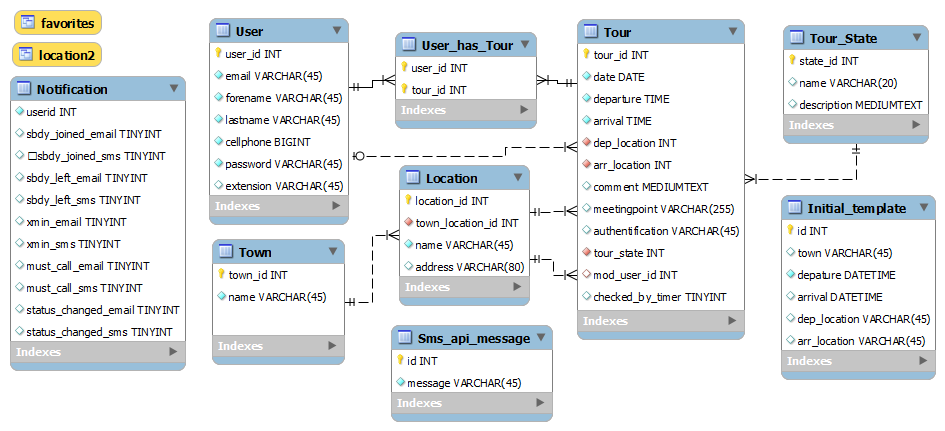 favorites
location2
Notification
userid INT
sbdy_joined_email TINYINT
□sbdy_joined_sms TINYINT
sbdy_left_email TINYINT
sbdy_left_sms TINYINT
xmin_email TINYINT
xmin_sms TINYINT
must_call_email TINYINT
must_call_sms TINYINT
status_changed_email TINYINT
status_changed_sms TINYINT
Indexes
User
user_id INT
email VARCHAR(45)
forename VARCHAR(45)
lastname VARCHAR(45)
cellphone BIGINT
password VARCHAR(45)
extension VARCHAR(45)
Indexes
Town
town_id INT
name VARCHAR(45)
Indexes
User_has_Tour
user_id INT
tour_id INT
Indexes
Location
location_id INT
town_location_id INT
name VARCHAR(45)
address VARCHAR(80)
Indexes
Sms_api_message
id INT
message VARCHAR(45)
Indexes
Tour
tour_id INT
date DATE
departure TIME
arrival TIME
dep_location INT
arr_location INT
comment MEDIUMTEXT
meetingpoint VARCHAR(255)
authentification VARCHAR(45)
tour_state INT
mod_user_id INT
checked_by_timer TINYINT
Indexes
Tour_State
state_id INT
name VARCHAR(20)
description MEDIUMTEXT
Indexes
Initial_template
id INT
town VARCHAR(45)
depature DATETIME
arrival DATETIME
dep_location VARCHAR(45)
arr_location VARCHAR(45)
Indexes